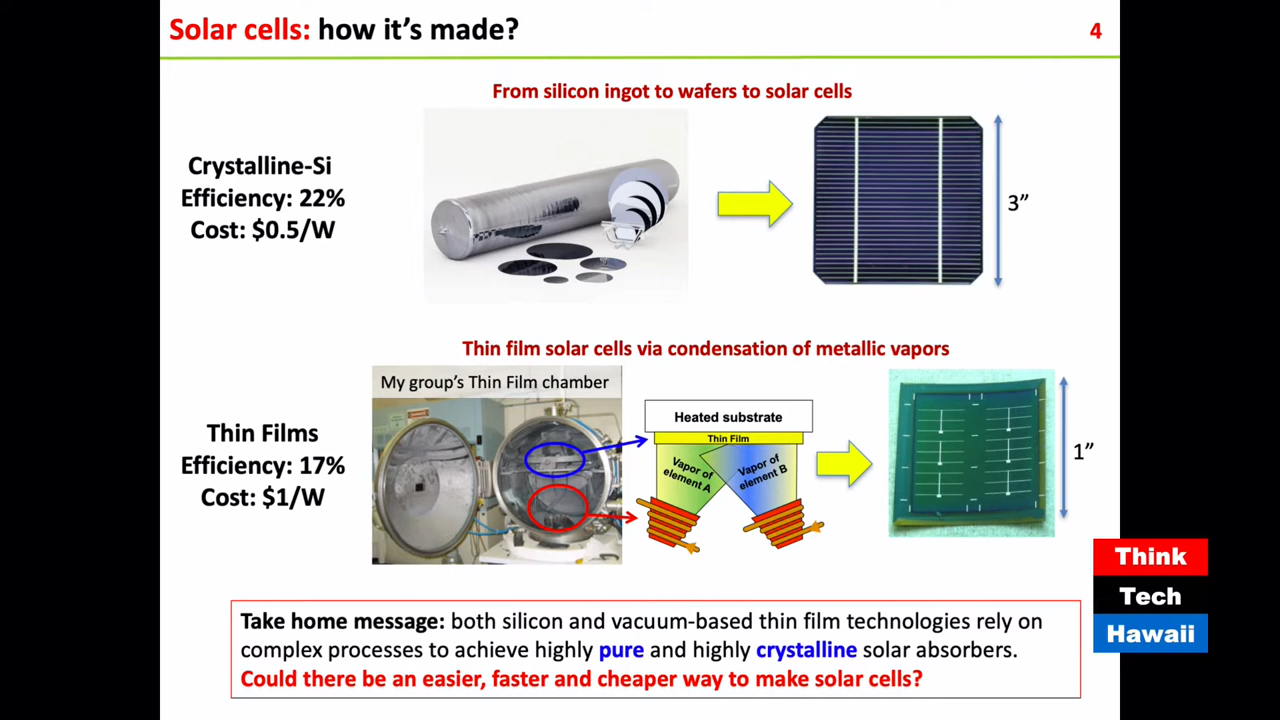 Solar cells: how it's made?
4
From silicon ingot to wafers to solar cells
Crystalline-Si
Efficiency: 22%
Cost: $0.5/W
3”
Thin film solar cells via condensation of metallic vapors
My group's Thin Film chamber
Thin Films
Efficiency: 17%
Cost: $1/W
Heated substrate
Thin Film
Vapor of
element A
Vapor of
element B
1”
Think
Tech
Hawaii
Take home message: both silicon and vacuum-based thin film technologies rely on
complex processes to achieve highly pure and highly crystalline solar absorbers.
Could there be an easier, faster and cheaper way to make solar cells?